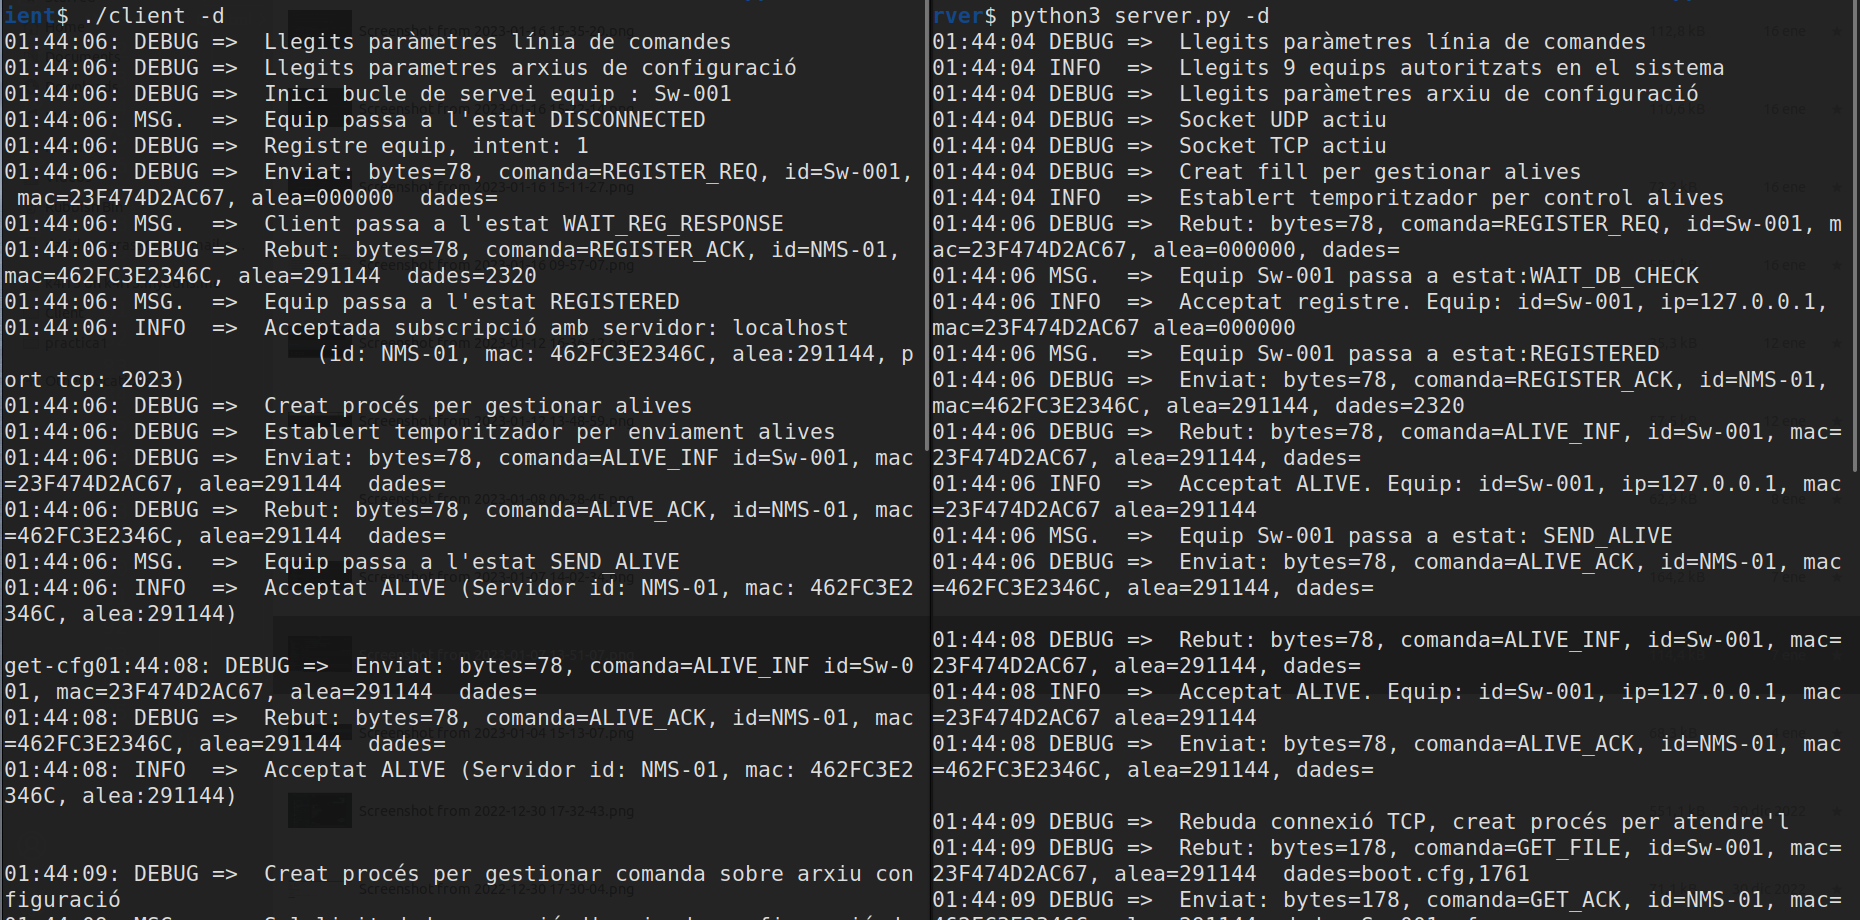 ient$ ./client -d
01:44:06: DEBUG =>  Llegits paràmetres línia de comandes
01:44:06: DEBUG =>  Llegits parametres arxius de configuració
01:44:06: DEBUG =>  Inici bucle de servei equip : Sw-001
01:44:06: MSG.  =>  Equip passa a l'estat DISCONNECTED
01:44:06: DEBUG =>  Registre equip, intent: 1
01:44:06: DEBUG =>  Enviat: bytes=78, comanda=REGISTER_REQ, id=Sw-001,
 mac=23F474D2AC67, alea=000000  dades=
01:44:06: MSG.  =>  Client passa a l'estat WAIT_REG_RESPONSE
01:44:06: DEBUG =>  Rebut: bytes=78, comanda=REGISTER_ACK, id=NMS-01,
mac=462FC3E2346C, alea=291144  dades=2320
01:44:06: MSG.  =>  Equip passa a l'estat REGISTERED
01:44:06: INFO  =>  Acceptada subscripció amb servidor: localhost
(id: NMS-01, mac: 462FC3E2346C, alea:291144, p
ort tcp: 2023)
01:44:06: DEBUG =>  Creat procés per gestionar alives
01:44:06: DEBUG =>  Establert temporitzador per enviament alives
01:44:06: DEBUG =>  Enviat: bytes=78, comanda=ALIVE_INF id=Sw-001, mac
=23F474D2AC67, alea=291144  dades=
01:44:06: DEBUG =>  Rebut: bytes=78, comanda=ALIVE_ACK, id=NMS-01, mac
=462FC3E2346C, alea=291144  dades=
01:44:06: MSG.  =>  Equip passa a l'estat SEND_ALIVE
01:44:06: INFO  =>  Acceptat ALIVE (Servidor id: NMS-01, mac: 462FC3E2
346C, alea:291144)
get-cfg01:44:08: DEBUG =>  Enviat: bytes=78, comanda=ALIVE_INF id=Sw-0
01, mac=23F474D2AC67, alea=291144  dades=
01:44:08: DEBUG =>  Rebut: bytes=78, comanda=ALIVE_ACK, id=NMS-01, mac
=462FC3E2346C, alea=291144  dades=
01:44:08: INFO  =>  Acceptat ALIVE (Servidor id: NMS-01, mac: 462FC3E2
346C, alea:291144)
01:44:09: DEBUG =>  Creat procés per gestionar comanda sobre arxiu con
figuració
rver$ python3 server.py -d
01:44:04 DEBUG =>  Llegits paràmetres línia de comandes
01:44:04 INFO  =>  Llegits 9 equips autoritzats en el sistema
01:44:04 DEBUG =>  Llegits paràmetres arxiu de configuració
01:44:04 DEBUG =>  Socket UDP actiu
01:44:04 DEBUG =>  Socket TCP actiu
01:44:04 DEBUG =>  Creat fill per gestionar alives
01:44:04 INFO  =>  Establert temporitzador per control alives
01:44:06 DEBUG =>  Rebut: bytes=78, comanda=REGISTER_REQ, id=Sw-001, m
ac=23F474D2AC67, alea=000000, dades=
01:44:06 MSG.  =>  Equip Sw-001 passa a estat:WAIT_DB_CHECK
01:44:06 INFO  =>  Acceptat registre. Equip: id=Sw-001, ip=127.0.0.1,
mac=23F474D2AC67 alea=000000
01:44:06 MSG.  =>  Equip Sw-001 passa a estat:REGISTERED
01:44:06 DEBUG =>  Enviat: bytes=78, comanda=REGISTER_ACK, id=NMS-01,
mac=462FC3E2346C, alea=291144, dades=2320
01:44:06 DEBUG =>  Rebut: bytes=78, comanda=ALIVE_INF, id=Sw-001, mac=
23F474D2AC67, alea=291144, dades=
01:44:06 INFO  =>  Acceptat ALIVE. Equip: id=Sw-001, ip=127.0.0.1, mac
=23F474D2AC67 alea=291144
01:44:06 MSG.  =>  Equip Sw-001 passa a estat: SEND_ALIVE
01:44:06 DEBUG =>  Enviat: bytes=78, comanda=ALIVE_ACK, id=NMS-01, mac
=462FC3E2346C, alea=291144, dades=
01:44:08 DEBUG =>  Rebut: bytes=78, comanda=ALIVE_INF, id=Sw-001, mac=
23F474D2AC67, alea=291144, dades=
01:44:08 INFO  =>  Acceptat ALIVE. Equip: id=Sw-001, ip=127.0.0.1, mac
=23F474D2AC67 alea=291144
01:44:08 DEBUG =>  Enviat: bytes=78, comanda=ALIVE_ACK, id=NMS-01, mac
=462FC3E2346C, alea=291144, dades=
01:44:09 DEBUG =>  Rebuda connexió TCP, creat procés per atendre'l
01:44:09 DEBUG =>  Rebut: bytes=178, comanda=GET_FILE, id=Sw-001, mac=
23F474D2AC67, alea=291144  dades=boot.cfg,1761
01:44:09 DEBUG =>  Enviat: bytes=178, comanda=GET_ACK, id=NMS-01, mac=